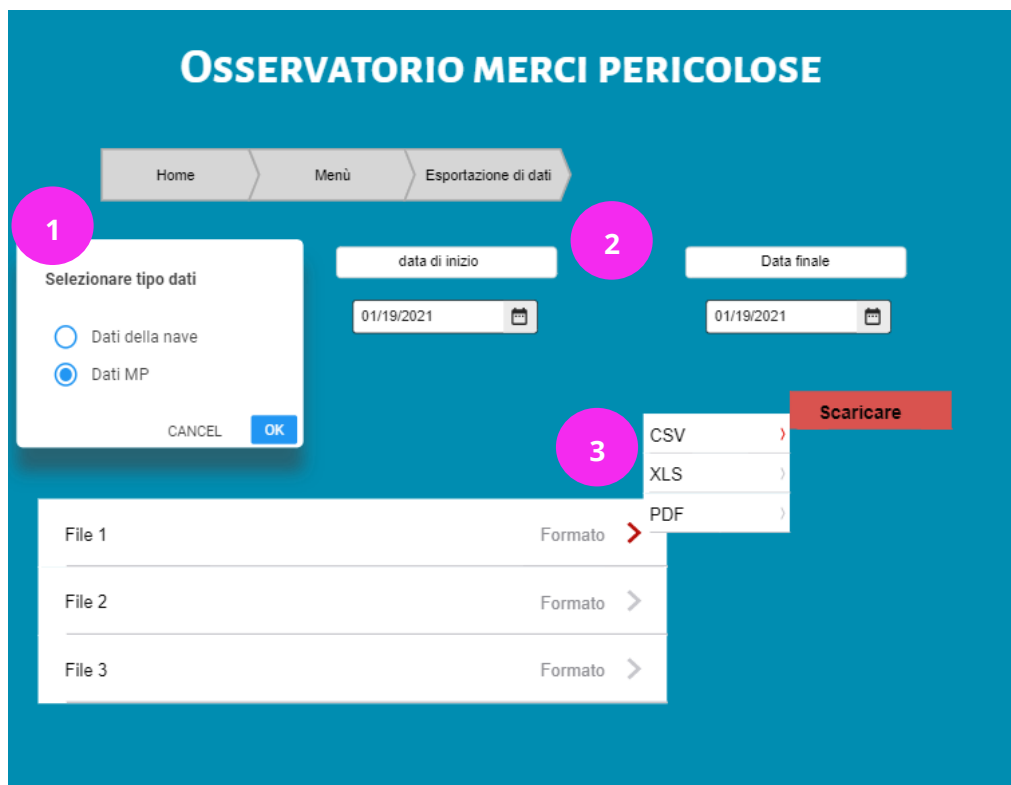 Osservatorio merci pericolose
Home
Menù
Esportazione di dati
1
Selezionare tipo dati
Dati della nave
Dati MP
CANCEL
OK
data di inizio
01/19/2021
2
Data finale
01/19/2021
Scaricare
3
CSV
XLS
PDF
File 1
Formato
File 2
Formato
File 3
Formato